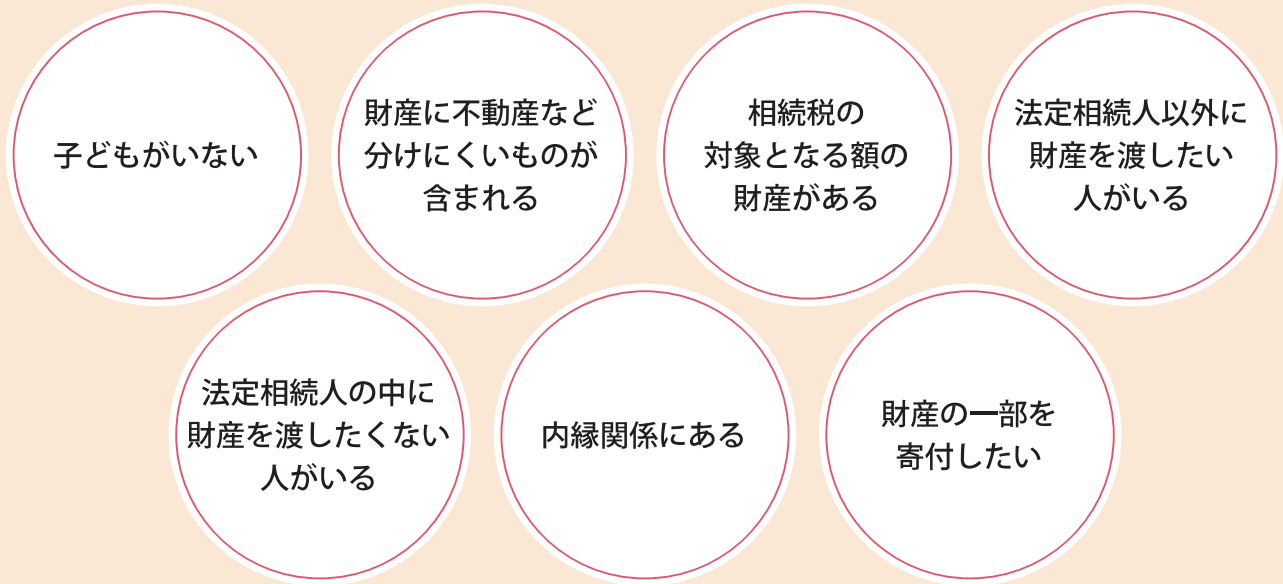 子どもがいない
財産に不動産など
分けにくいものが
含まれる
相続税の
対象となる額の
財産がある
法定相続人以外に
財産を渡したい
人がいる
法定相続人の中に
財産を渡したくない
人がいる
内縁関係にある
財産の一部を
寄付したい